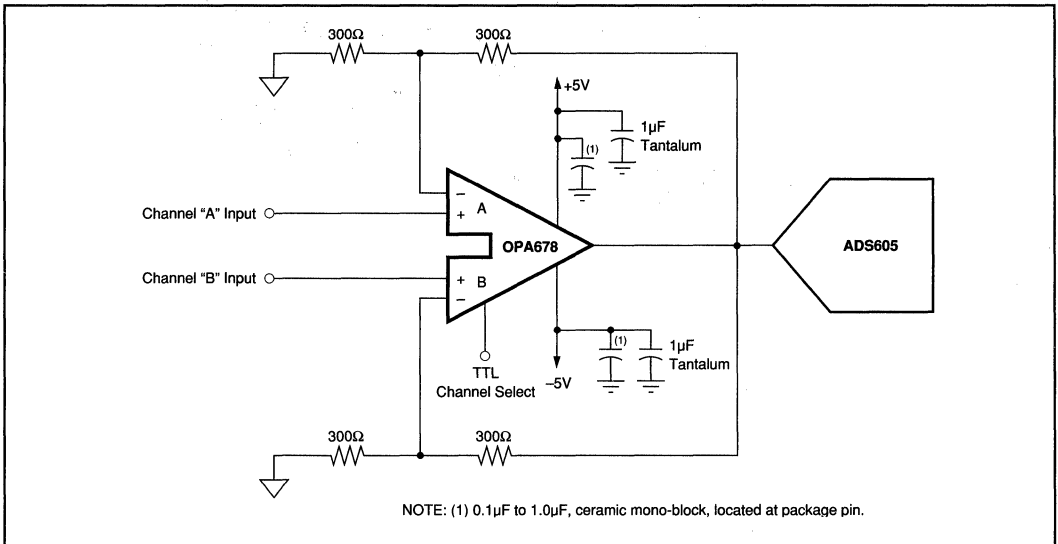 300Ω 300Ω
+5V
1µF
Tantalum
(1)
–
A
+
Channel "A" Input
OPA678
ADS605
Channel "B" Input
+
B
–
TTL
Channel Select
(1)
1µF
Tantalum
–5V
300Ω 300Ω
NOTE: (1) 0.1µF to 1.0µF, ceramic mono-block, located at package pin.